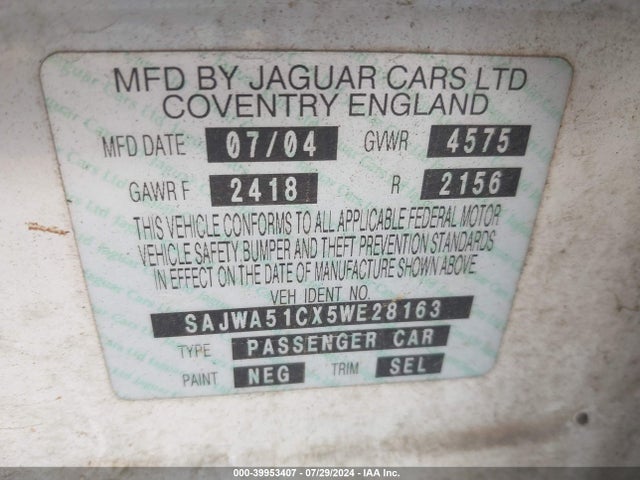 MFD BY JAGUAR CARS LTD
COVENTRY ENGLAND
MFD DATE 07/04 GVWR 4575
GAWR F 2418 R 2156
THIS VEHICLE CONFORMS TO ALL APPLICABLE FEDERAL MOTOR
VEHICLE SAFETY, BUMPER AND THEFT PREVENTION STANDARDS
IN EFFECT ON THE DATE OF MANUFACTURE SHOWN ABOVE
VEH IDENT NO.
SAJWA51CX5WE28163
TYPE PASSENGER CAR
PAINT NEG TRIM SEL
000-39953407 - 07/29/2024 - IAA Inc.